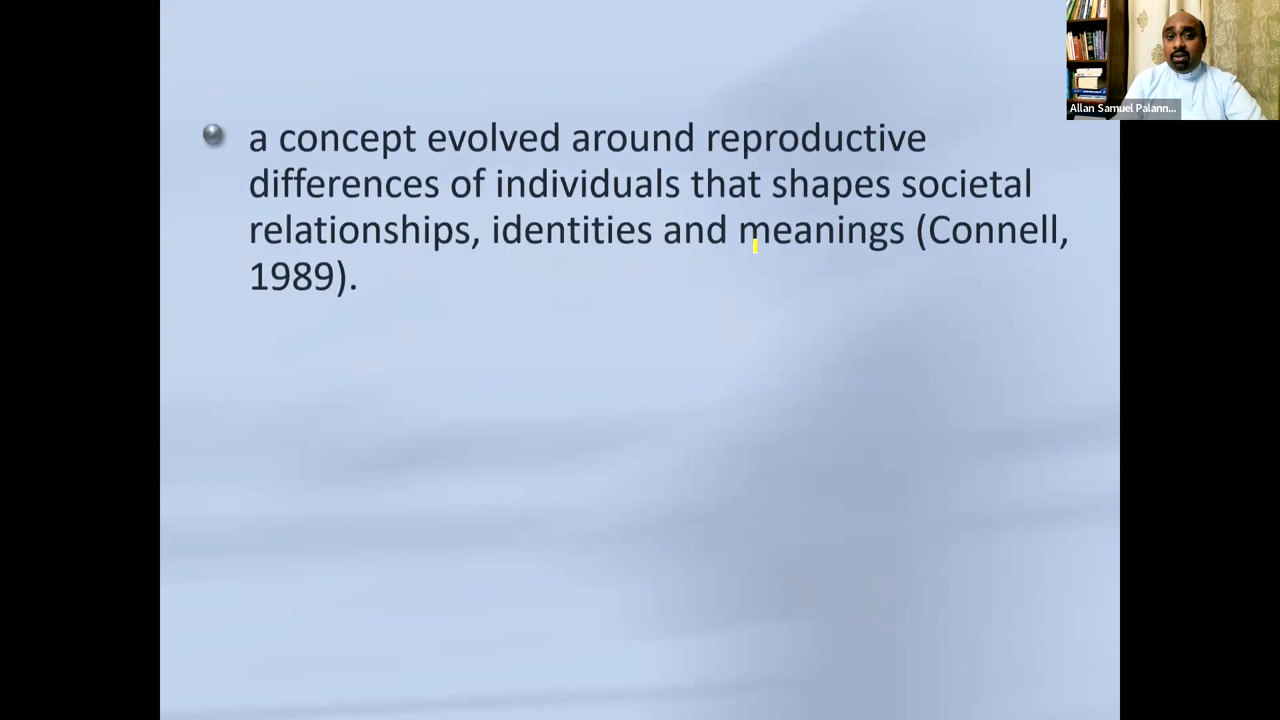 a concept evolved around reproductive
differences of individuals that shapes societal
relationships, identities and meanings (Connell,
1989).
Allan Samuel Palann...